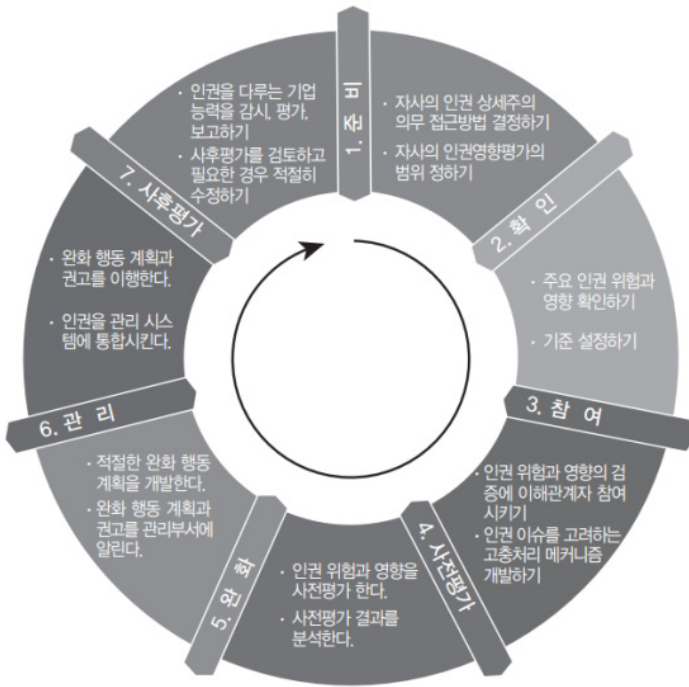 1. 준 비
· 자사의 인권 상세주의
의무 접근방법 결정하기
· 자사의 인권영향평가의
범위 정하기
2. 확 인
· 주요 인권 위험과
영향 확인하기
· 기준 설정하기
3. 참 여
· 인권 위험과 영향의 검
증에 이해관계자 참여
시키기
· 인권 이슈를 고려하는
고충처리 메커니즘
개발하기
4. 사전평가
· 인권 위험과 영향을
사전평가 한다.
· 사전평가 결과를
분석한다.
5. 완 화
· 적절한 완화 행동
계획을 개발한다.
· 완화 행동 계획과
권고를 관리부서에
알린다.
6. 관 리
· 완화 행동 계획과
권고를 이행한다.
· 인권을 관리 시스
템에 통합시킨다.
7. 사후평가
· 인권을 다루는 기업
능력을 감시, 평가,
보고하기
· 사후평가를 검토하고
필요한 경우 적절히
수정하기